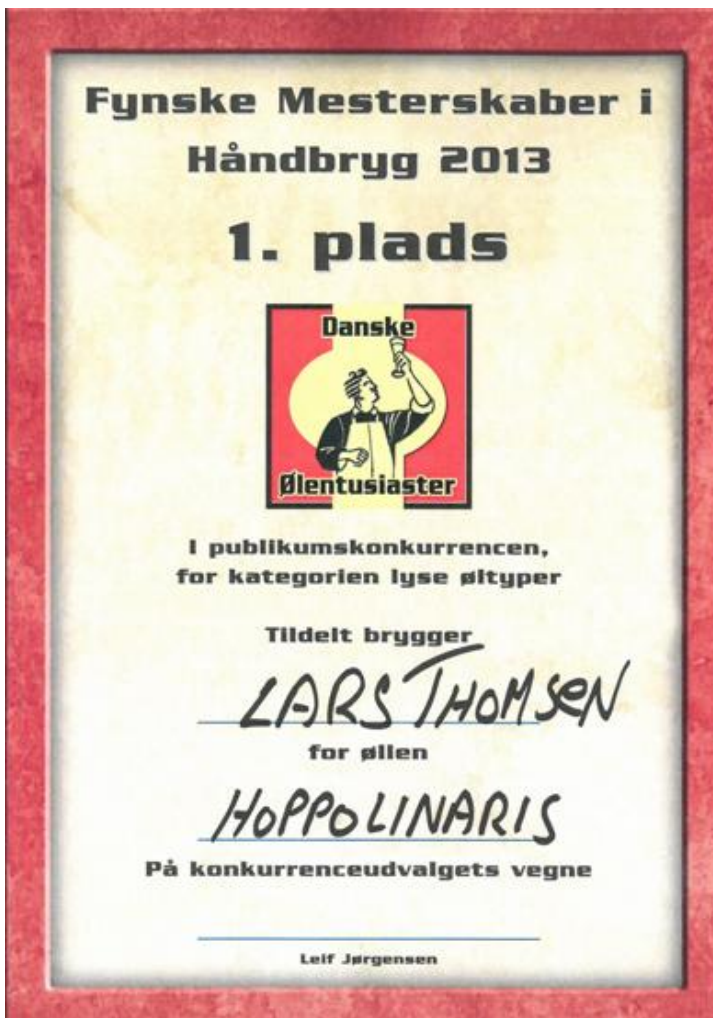 Fynske Mesterskaber i
Håndbryg 2013
1. plads
Danske
Ølentusiaster
I publikumskonkurrencen,
for kategorien lyse øltyper
Tildelt brygger
LARS THOMSEN
for øllen
HOPPOLINARIS
På konkurrenceudvalgets vegne
Leif Jørgensen